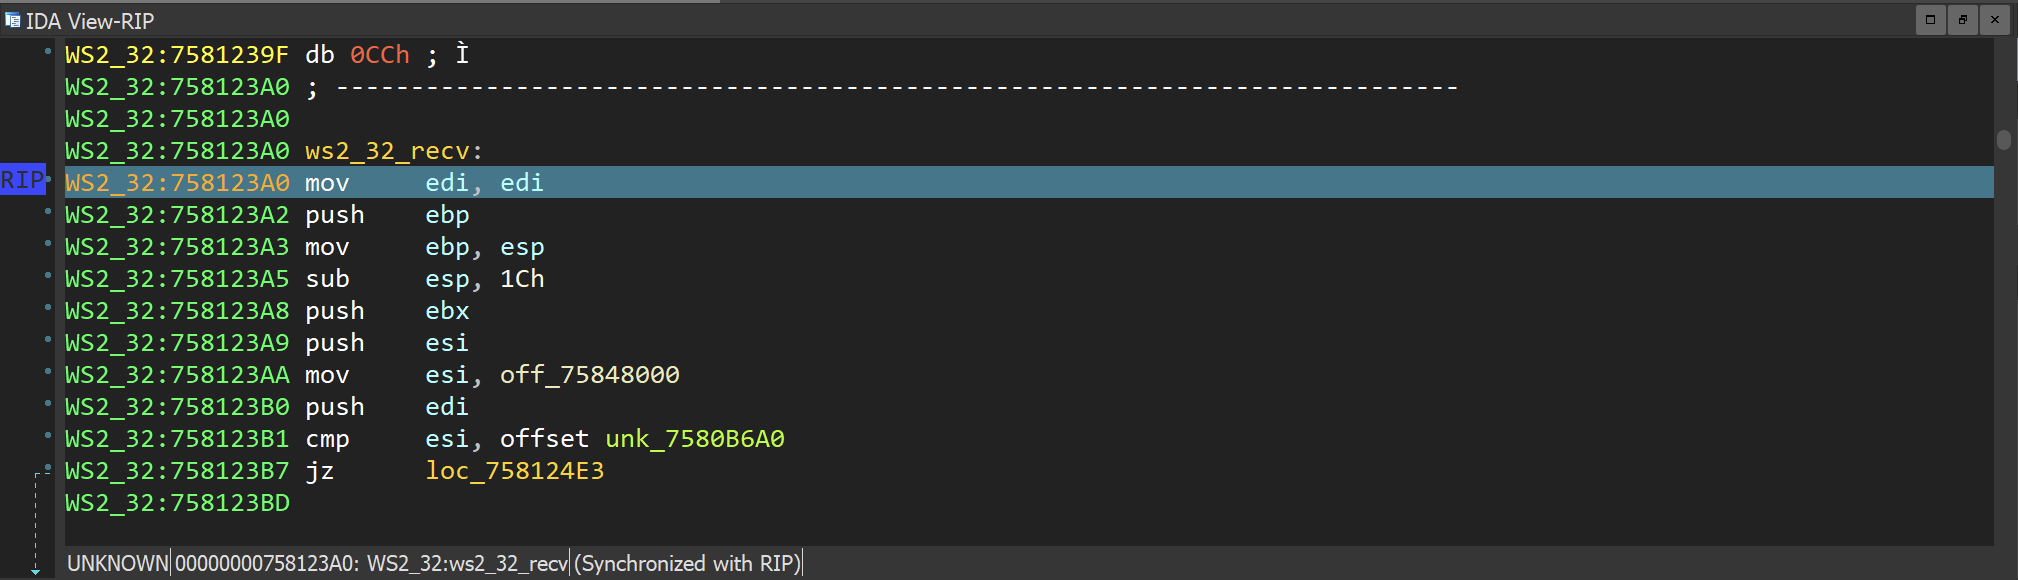 IDA View-RIP
WS2_32:7581239F db 0CCh ; Ì
WS2_32:758123A0 ; ---------------------------------------------------------------------------
WS2_32:758123A0
WS2_32:758123A0 ws2_32_recv:
RIP WS2_32:758123A0 mov     edi, edi
WS2_32:758123A2 push    ebp
WS2_32:758123A3 mov     ebp, esp
WS2_32:758123A5 sub     esp, 1Ch
WS2_32:758123A8 push    ebx
WS2_32:758123A9 push    esi
WS2_32:758123AA mov     esi, off_75848000
WS2_32:758123B0 push    edi
WS2_32:758123B1 cmp     esi, offset unk_7580B6A0
WS2_32:758123B7 jz      loc_758124E3
WS2_32:758123BD
UNKNOWN 00000000758123A0: WS2_32:ws2_32_recv (Synchronized with RIP)